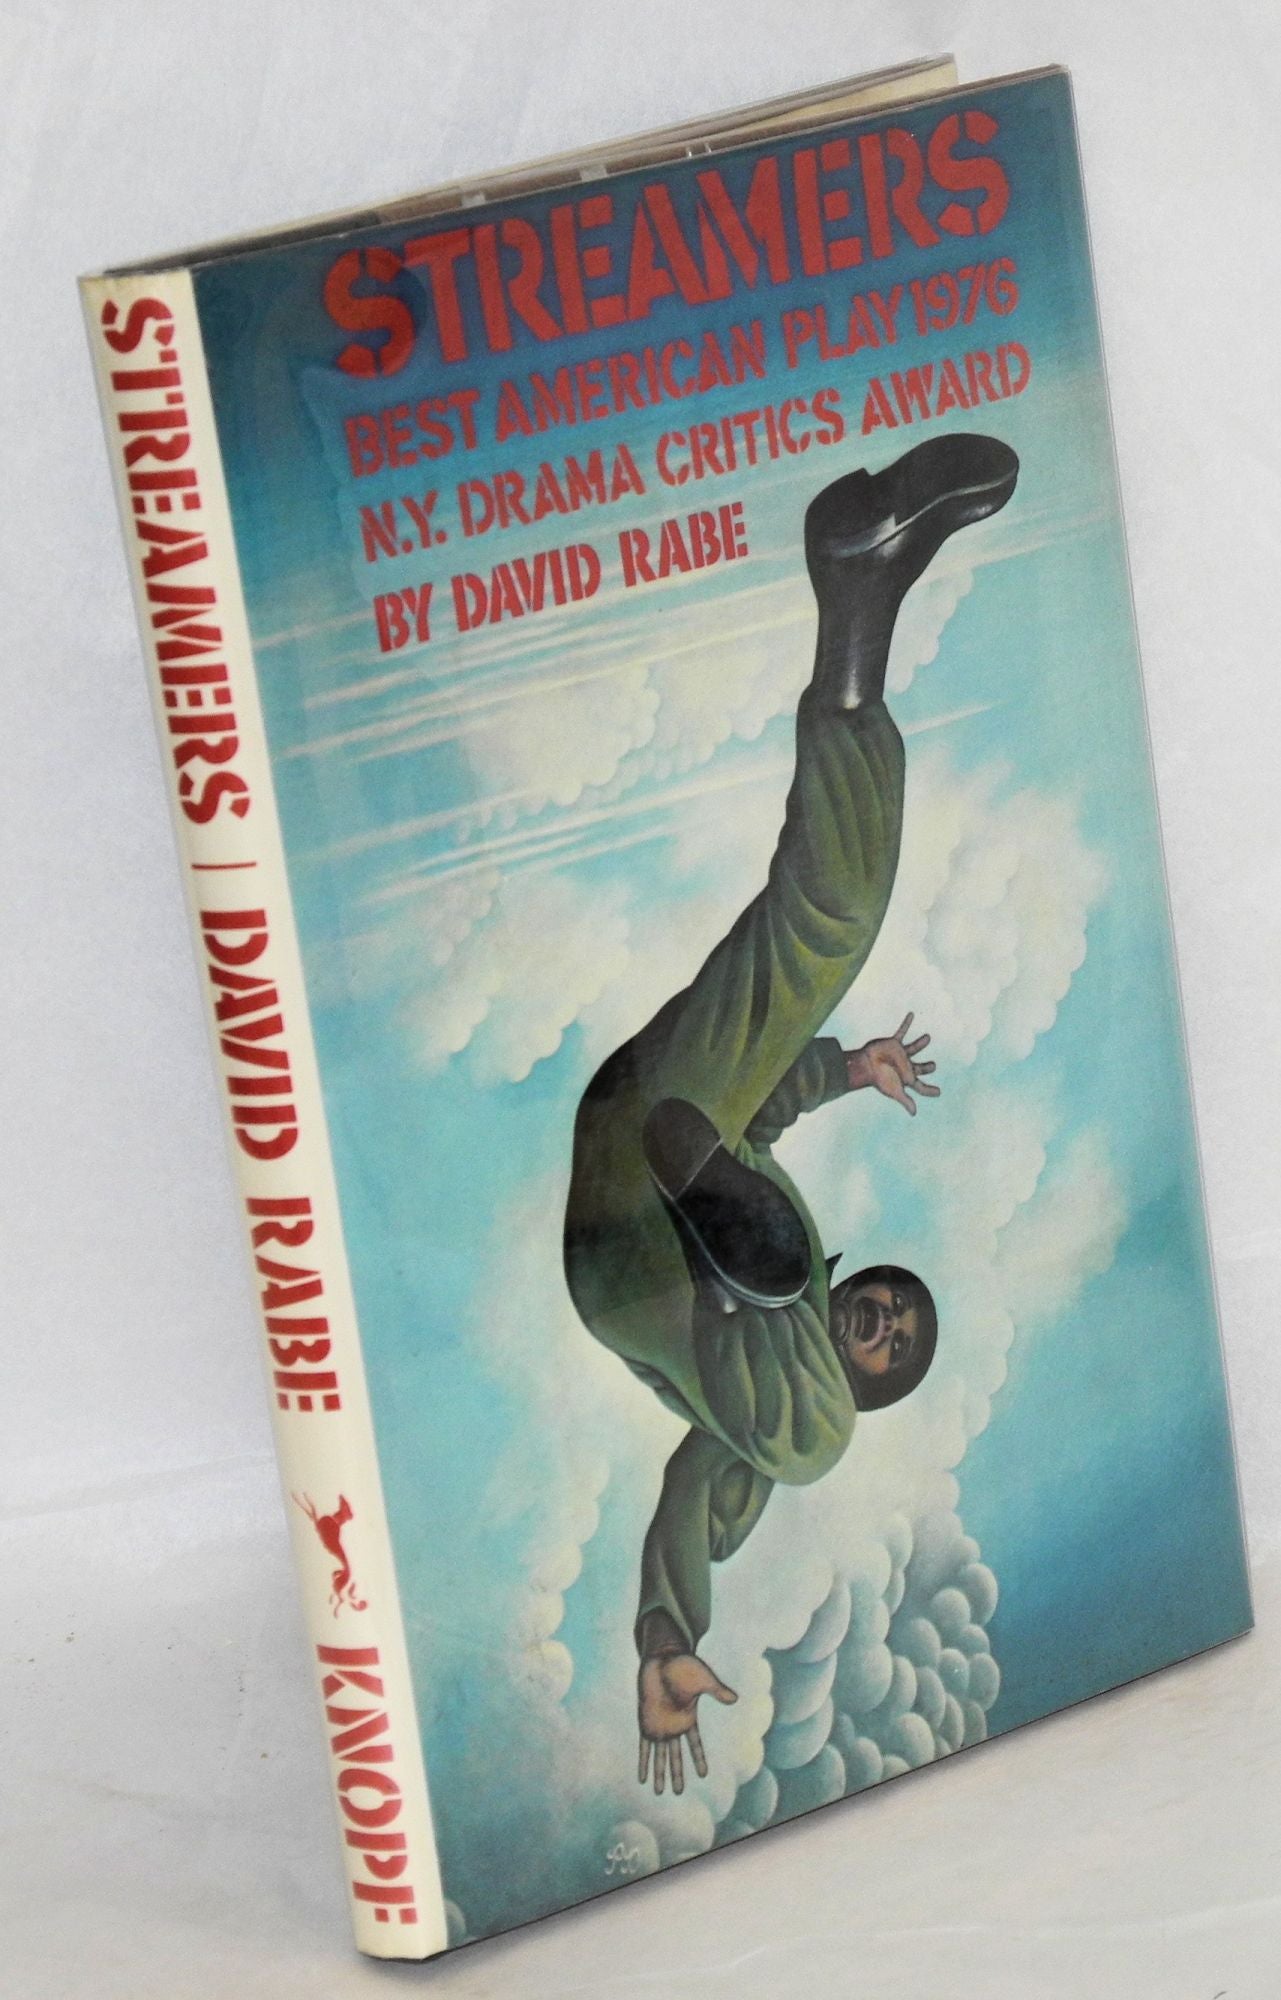 STREAMERS
BEST AMERICAN PLAY 1976
N.Y. DRAMA CRITICS AWARD
BY DAVID RABE
STREAMERS | DAVID RABE KNOPF